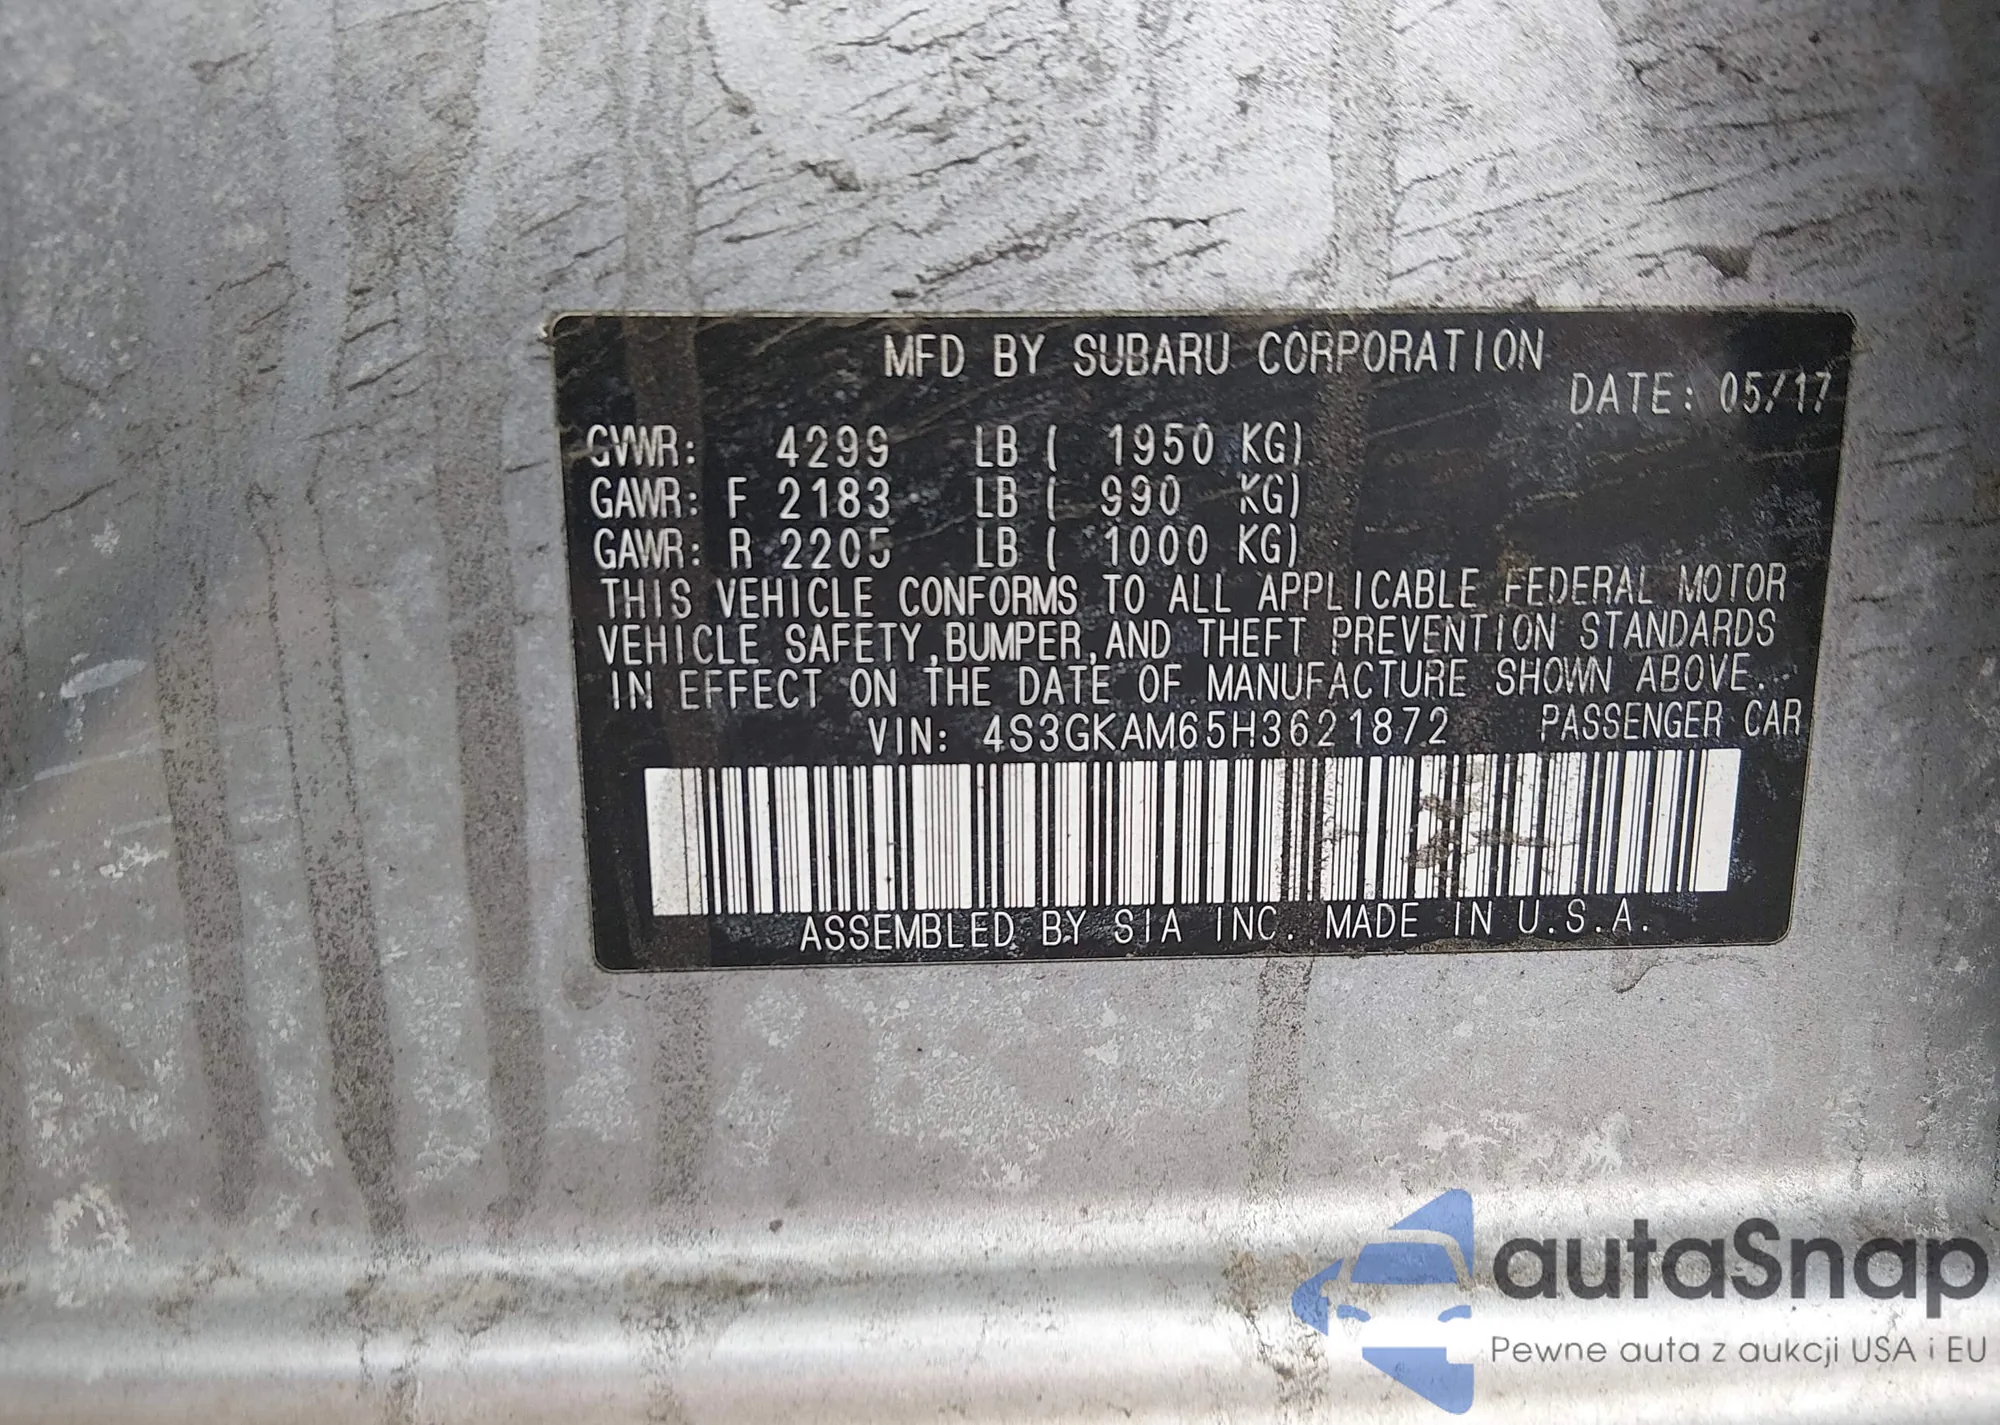 MFD BY SUBARU CORPORATION
DATE: 05/17
GVWR: 4299 LB ( 1950 KG)
GAWR: F 2183 LB ( 990 KG)
GAWR: R 2205 LB ( 1000 KG)
THIS VEHICLE CONFORMS TO ALL APPLICABLE FEDERAL MOTOR
VEHICLE SAFETY,BUMPER,AND THEFT PREVENTION STANDARDS
IN EFFECT ON THE DATE OF MANUFACTURE SHOWN ABOVE.
VIN: 4S3GKAM65H3621872 PASSENGER CAR
ASSEMBLED BY SIA INC. MADE IN U.S.A.
autaSnap
Pewne auta z aukcji USA i EU